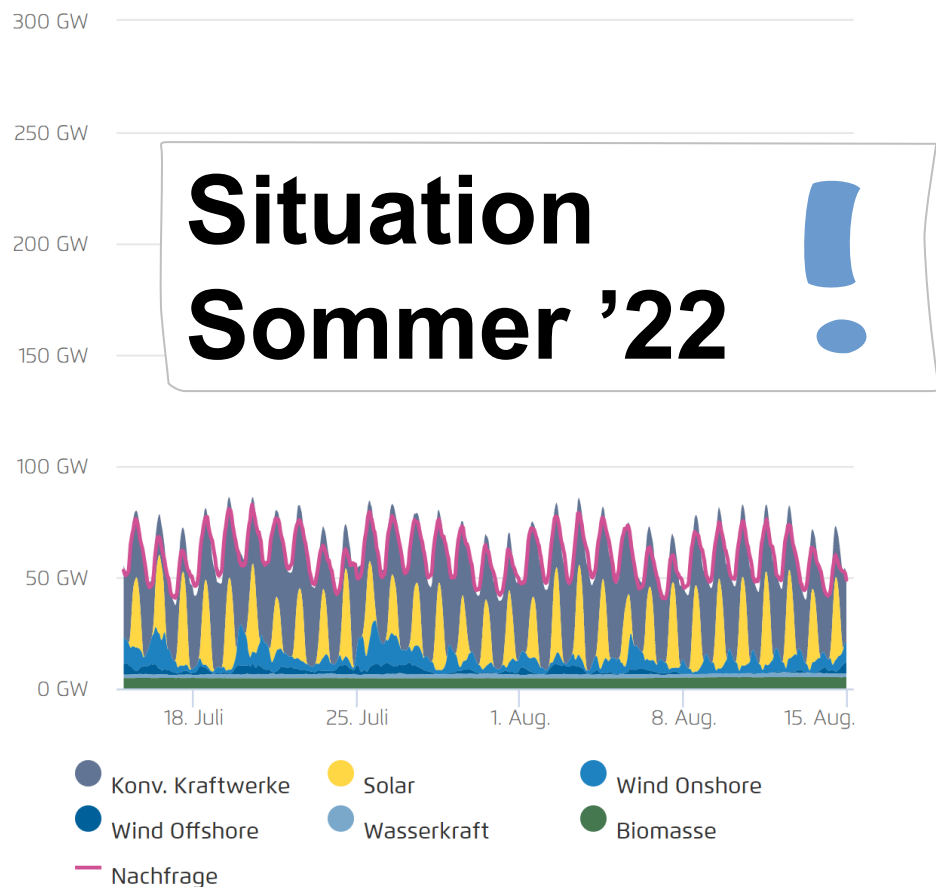 300 GW
250 GW
Situation
200 GW
Sommer ’22
!
150 GW
100 GW
50 GW
0 GW
18. Juli 25. Juli 1. Aug. 8. Aug. 15. Aug.
Konv. Kraftwerke Solar Wind Onshore
Wind Offshore Wasserkraft Biomasse
Nachfrage